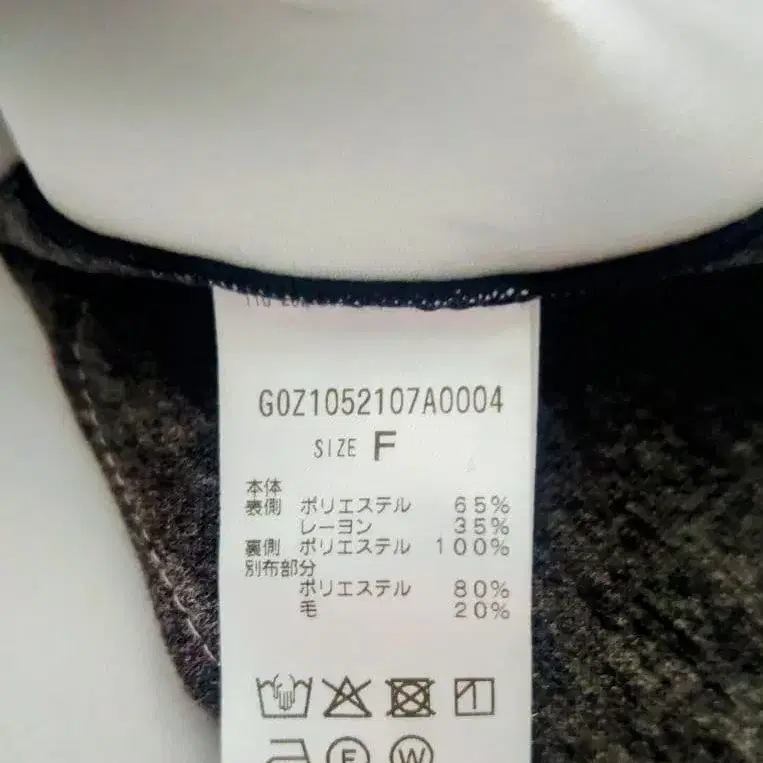 G0Z1052107A0004
SIZE F
本体
表側 ポリエステル 65%
レーヨン 35%
裏側 ポリエステル 100%
別布部分
ポリエステル 80%
毛 20%
F W